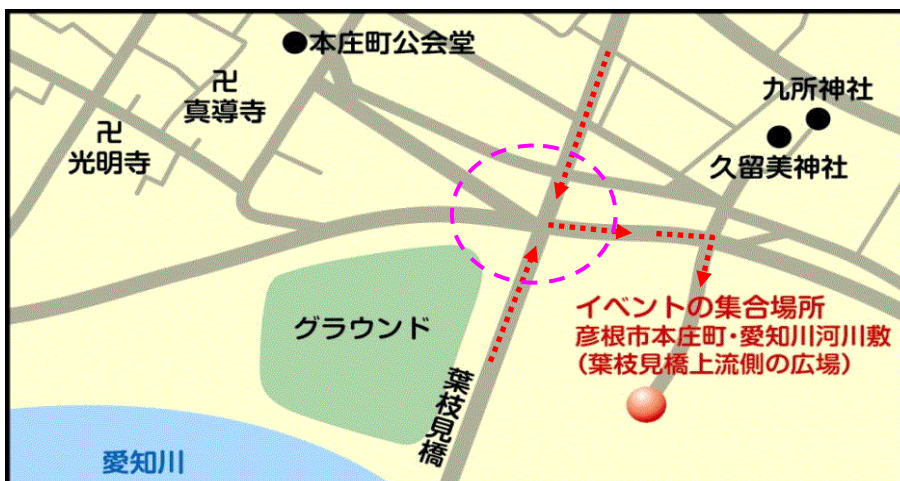 本庄町公会堂
卍
真導寺
卍
光明寺
九所神社
久留美神社
グラウンド
イベントの集合場所
彦根市本庄町・愛知川河川敷
(葉枝見橋上流側の広場)
葉枝見橋
愛知川